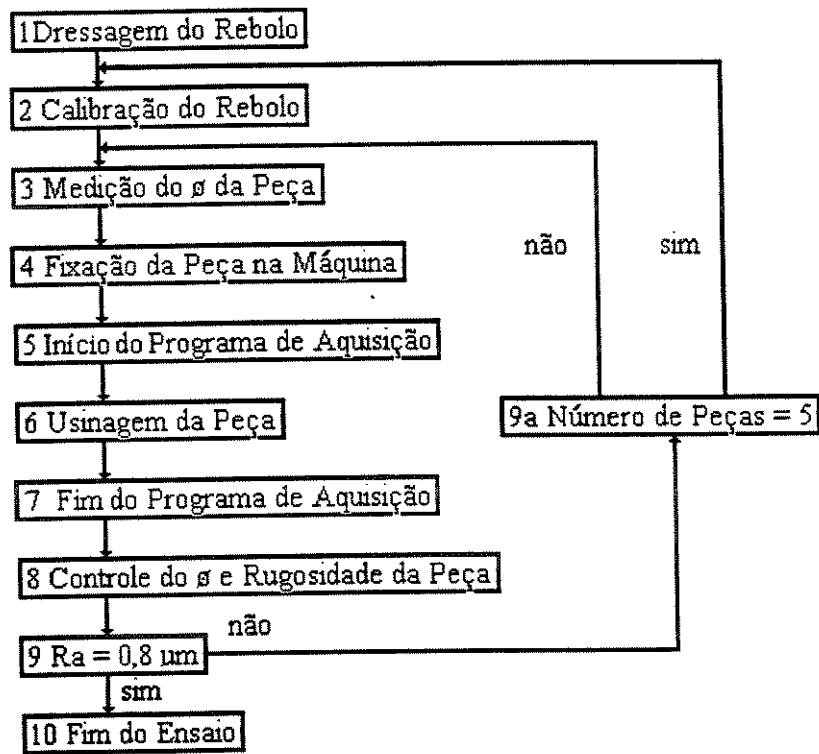 1Dressagem do Rebolo
2 Calibração do Rebolo
3 Medição do ø da Peça
não
sim
4 Fixação da Peça na Máquina
5 Início do Programa de Aquisição
6 Usinagem da Peça
9a Número de Peças = 5
7 Fim do Programa de Aquisição
8 Controle do ø e Rugosidade da Peça
não
9 Ra = 0,8 um
sim
10 Fim do Ensaio